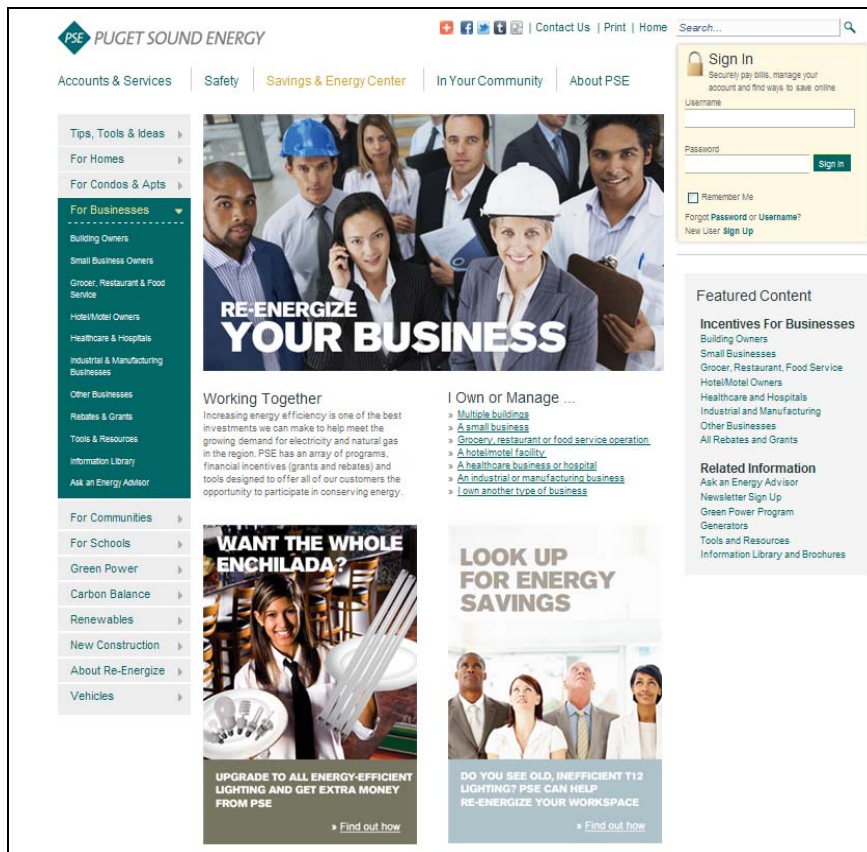 PSE PUGET SOUND ENERGY
| Contact Us | Print | Home
Search...
Accounts & Services
Safety
Savings & Energy Center
In Your Community
About PSE
Sign In
Securely pay bills, manage your
account and find ways to save online
Username
Password
Sign in
Remember Me
Forgot Password or Username?
New User Sign Up
Tips, Tools & Ideas
For Homes
For Condos & Apts
For Businesses
Building Owners
Small Business Owners
Grocer, Restaurant & Food
Service
Hotel/Motel Owners
Healthcare & Hospitals
Industrial & Manufacturing
Businesses
Other Businesses
Rebates & Grants
Tools & Resources
Information Library
Ask an Energy Advisor
For Communities
For Schools
Green Power
Carbon Balance
Renewables
New Construction
About Re-Energize
Vehicles
RE-ENERGIZE
YOUR BUSINESS
Working Together
Increasing energy efficiency is one of the best
investments we can make to help meet the
growing demand for electricity and natural gas
in the region. PSE has an array of programs,
financial incentives (grants and rebates) and
tools designed to offer all of our customers the
opportunity to participate in conserving energy.
I Own or Manage ...
» Multiple buildings
» A small business
» Grocery, restaurant or food service operation
» A hotel/motel facility
» A healthcare business or hospital
» An industrial or manufacturing business
» I own another type of business
WANT THE WHOLE
ENCHILADA?
UPGRADE TO ALL ENERGY-EFFICIENT
LIGHTING AND GET EXTRA MONEY
FROM PSE
» Find out how
LOOK UP
FOR ENERGY
SAVINGS
DO YOU SEE OLD, INEFFICIENT T12
LIGHTING? PSE CAN HELP
RE-ENERGIZE YOUR WORKSPACE
» Find out how
Featured Content
Incentives For Businesses
Building Owners
Small Businesses
Grocer, Restaurant, Food Service
Hotel/Motel Owners
Healthcare and Hospitals
Industrial and Manufacturing
Other Businesses
All Rebates and Grants
Related Information
Ask an Energy Advisor
Newsletter Sign Up
Green Power Program
Generators
Tools and Resources
Information Library and Brochures